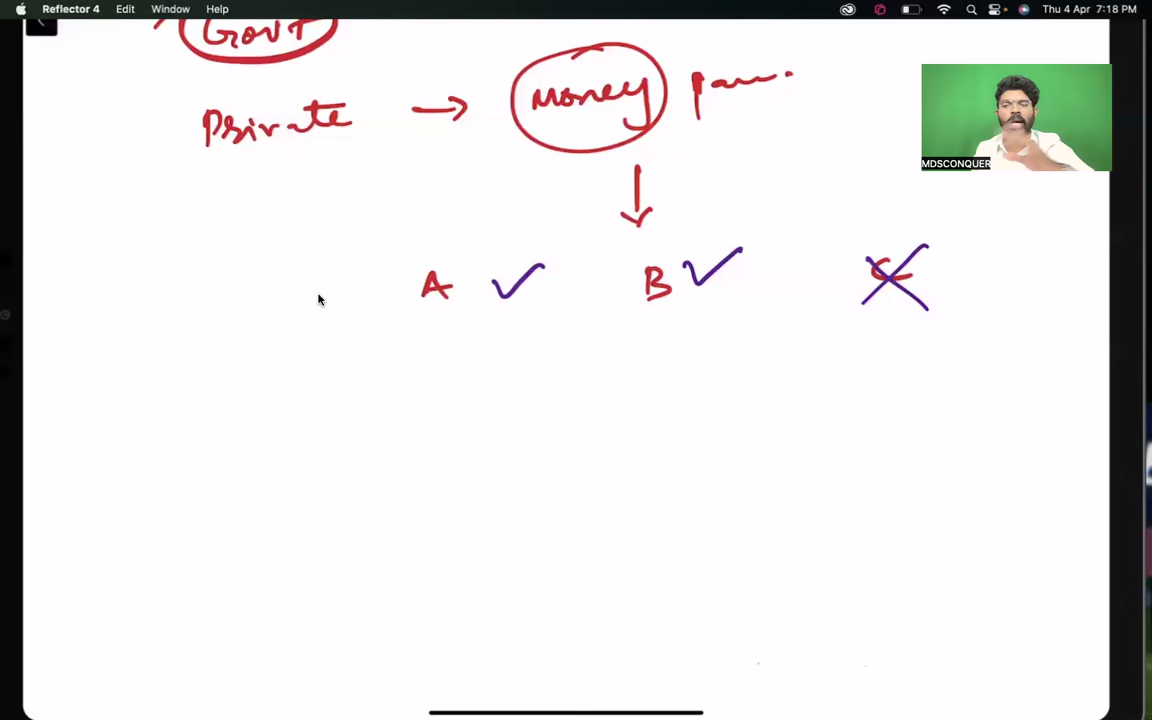 Reflector 4 Edit Window Help Thu 4 Apr 7:18 PM
Govt
Private → Money
MDSCONQUER
↓
A ✓ B ✓ C